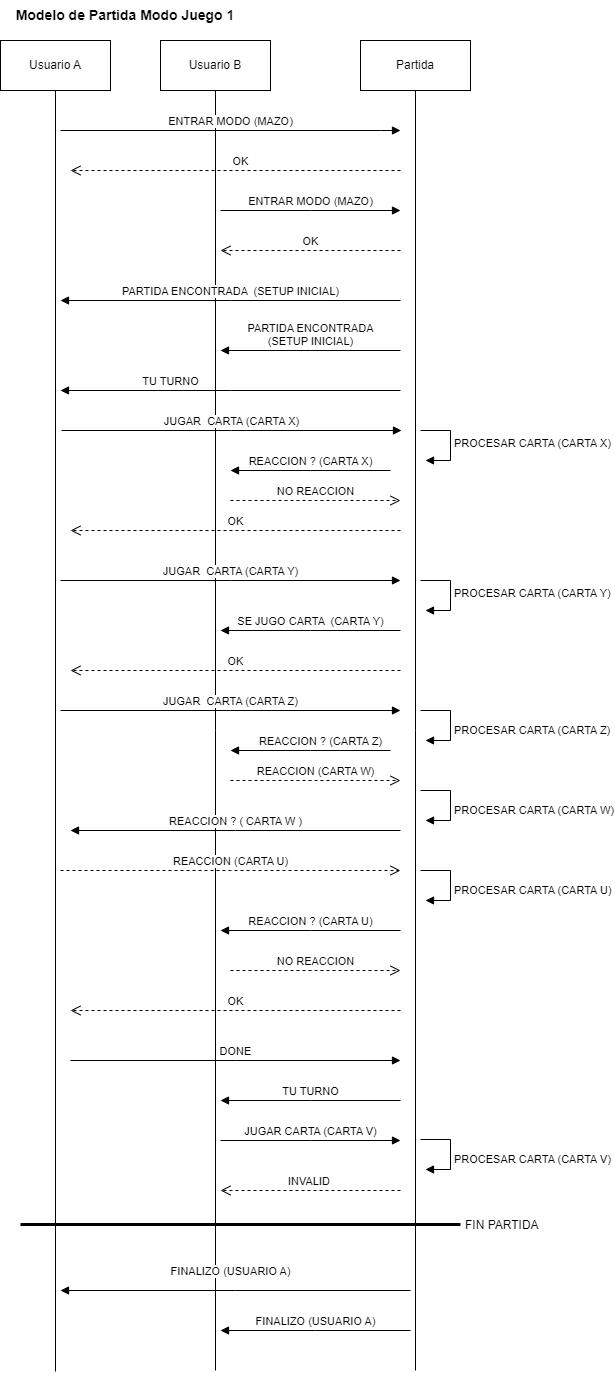 Modelo de Partida Modo Juego 1
Usuario A
Usuario B
Partida
ENTRAR MODO (MAZO)
OK
ENTRAR MODO (MAZO)
OK
PARTIDA ENCONTRADA (SETUP INICIAL)
PARTIDA ENCONTRADA
(SETUP INICIAL)
TU TURNO
JUGAR CARTA (CARTA X)
PROCESAR CARTA (CARTA X)
REACCION ? (CARTA X)
NO REACCION
OK
JUGAR CARTA (CARTA Y)
PROCESAR CARTA (CARTA Y)
SE JUGO CARTA (CARTA Y)
OK
JUGAR CARTA (CARTA Z)
PROCESAR CARTA (CARTA Z)
REACCION ? (CARTA Z)
REACCION (CARTA W)
PROCESAR CARTA (CARTA W)
REACCION ? ( CARTA W )
REACCION (CARTA U)
PROCESAR CARTA (CARTA U)
REACCION ? (CARTA U)
NO REACCION
OK
DONE
TU TURNO
JUGAR CARTA (CARTA V)
PROCESAR CARTA (CARTA V)
INVALID
FIN PARTIDA
FINALIZO (USUARIO A)
FINALIZO (USUARIO A)